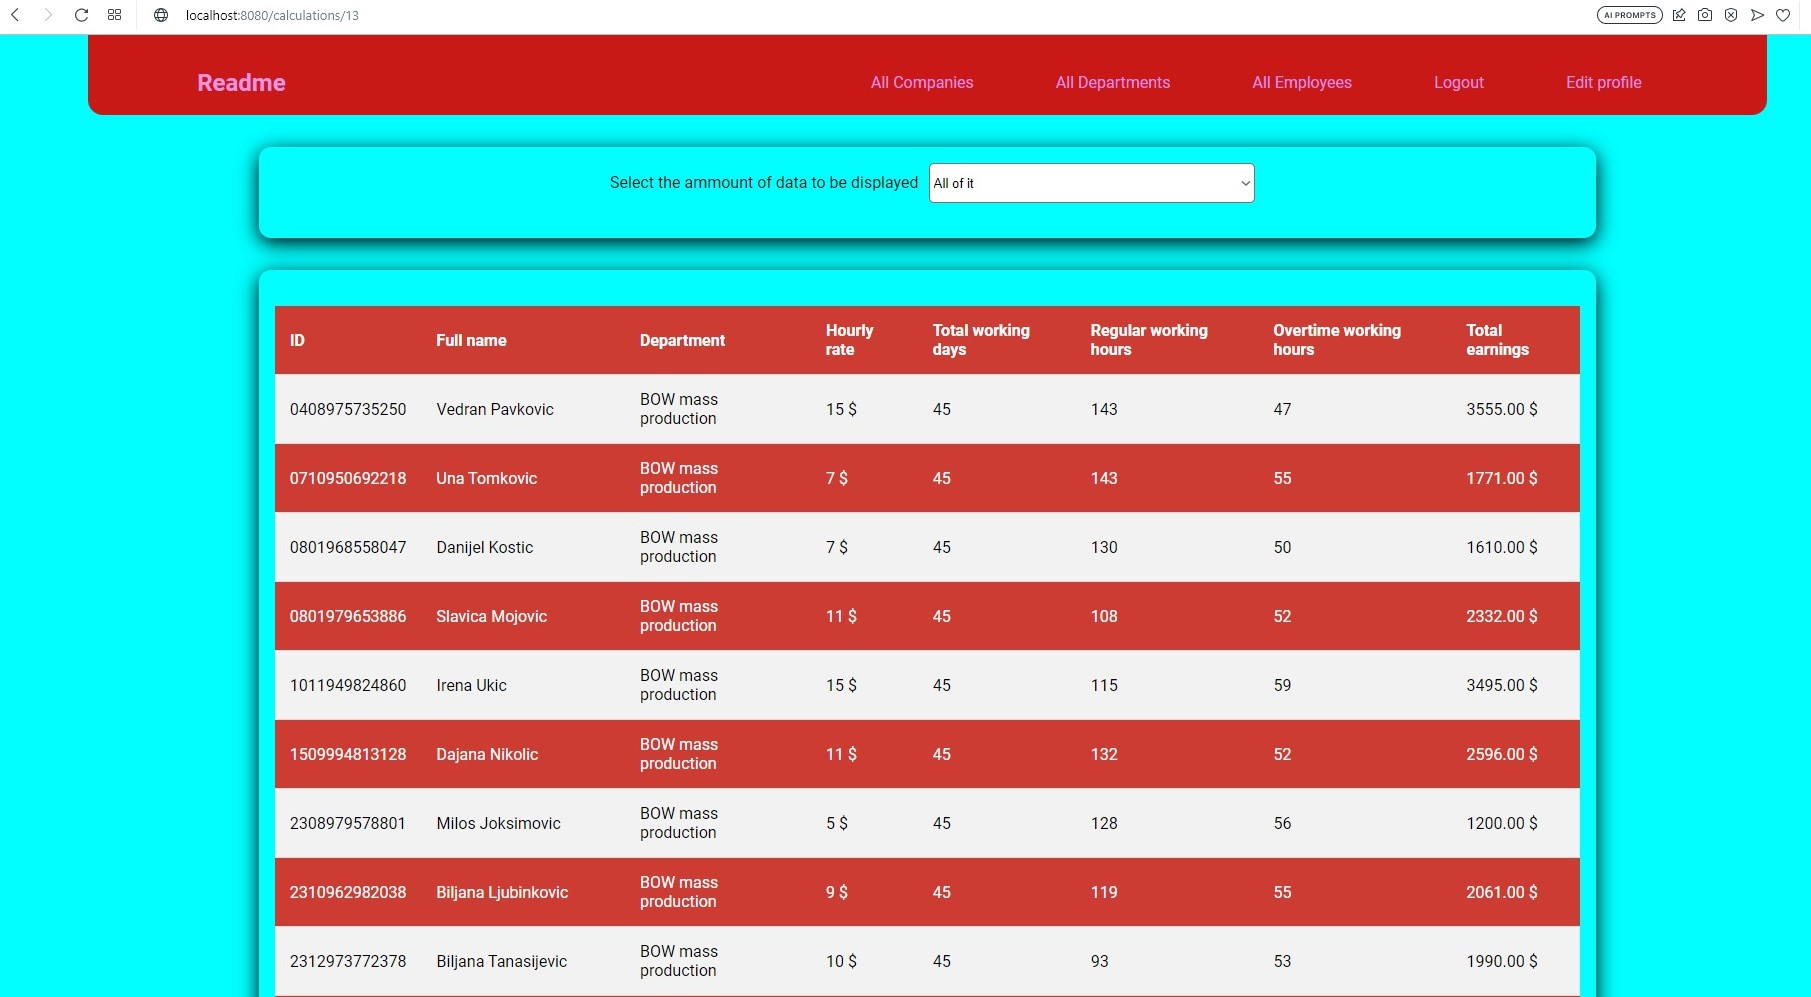 localhost:8080/calculations/13
AI PROMPTS
Readme
All Companies
All Departments
All Employees
Logout
Edit profile
Select the ammount of data to be displayed
All of it
ID Full name Department Hourly rate Total working days Regular working hours Overtime working hours Total earnings
0408975735250 Vedran Pavkovic BOW mass production 15 $ 45 143 47 3555.00 $
0710950692218 Una Tomkovic BOW mass production 7 $ 45 143 55 1771.00 $
0801968558047 Danijel Kostic BOW mass production 7 $ 45 130 50 1610.00 $
0801979653886 Slavica Mojovic BOW mass production 11 $ 45 108 52 2332.00 $
1011949824860 Irena Ukic BOW mass production 15 $ 45 115 59 3495.00 $
1509994813128 Dajana Nikolic BOW mass production 11 $ 45 132 52 2596.00 $
2308979578801 Milos Joksimovic BOW mass production 5 $ 45 128 56 1200.00 $
2310962982038 Biljana Ljubinkovic BOW mass production 9 $ 45 119 55 2061.00 $
2312973772378 Biljana Tanasijevic BOW mass production 10 $ 45 93 53 1990.00 $